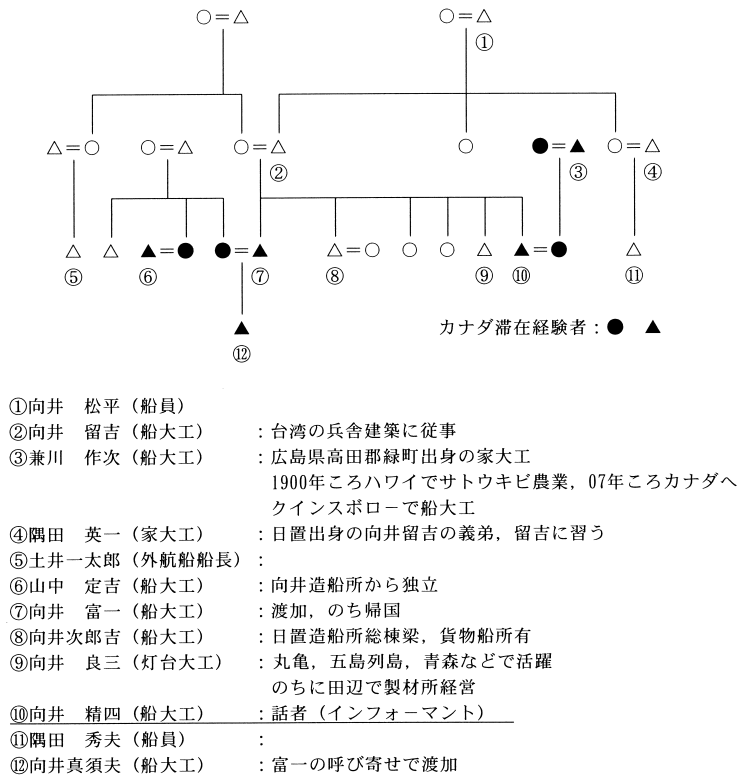 ○=△ ○=△
①
△=○ ○=△ ○=△ ○ ●=▲ ○=△
② ③ ④
△ △ ▲=● ●=▲ △=○ ○ ○ △ ▲=● △
⑤ ⑥ ⑦ ⑧ ⑨ ⑩ ⑪
▲
⑫
カナダ滞在経験者：● ▲
①向井 松平（船員）
②向井 留吉（船大工） ：台湾の兵舎建築に従事
③兼川 作次（船大工） ：広島県高田郡緑町出身の家大工
1900年ころハワイでサトウキビ農業，07年ころカナダへ
クインスボローで船大工
④隅田 英一（家大工） ：日置出身の向井留吉の義弟，留吉に習う
⑤土井一太郎（外航船船長）：
⑥山中 定吉（船大工） ：向井造船所から独立
⑦向井 富一（船大工） ：渡加，のち帰国
⑧向井次郎吉（船大工） ：日置造船所総棟梁，貨物船所有
⑨向井 良三（灯台大工） ：丸亀，五島列島，青森などで活躍
のちに田辺で製材所経営
⑩向井 精四（船大工） ：話者（インフォーマント）
⑪隅田 秀夫（船員） ：
⑫向井真須夫（船大工） ：富一の呼び寄せで渡加